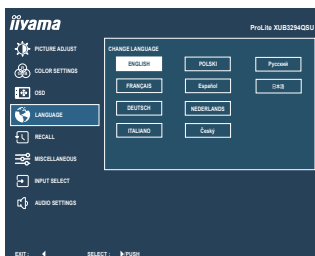 iiyama
ProLite XUB3294QSU
PICTURE ADJUST
COLOR SETTINGS
OSD
LANGUAGE
RECALL
MISCELLANEOUS
INPUT SELECT
AUDIO SETTINGS
CHANGE LANGUAGE
ENGLISH
POLSKI
Русский
FRANÇAIS
Español
日本語
DEUTSCH
NEDERLANDS
ITALIANO
Český
EXIT :
SELECT :
/PUSH